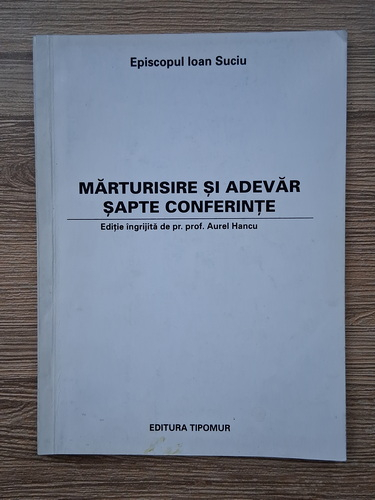 Episcopul Ioan Suciu
MĂRTURISIRE ȘI ADEVĂR
ȘAPTE CONFERINȚE
Ediție îngrijită de pr. prof. Aurel Hancu
EDITURA TIPOMUR